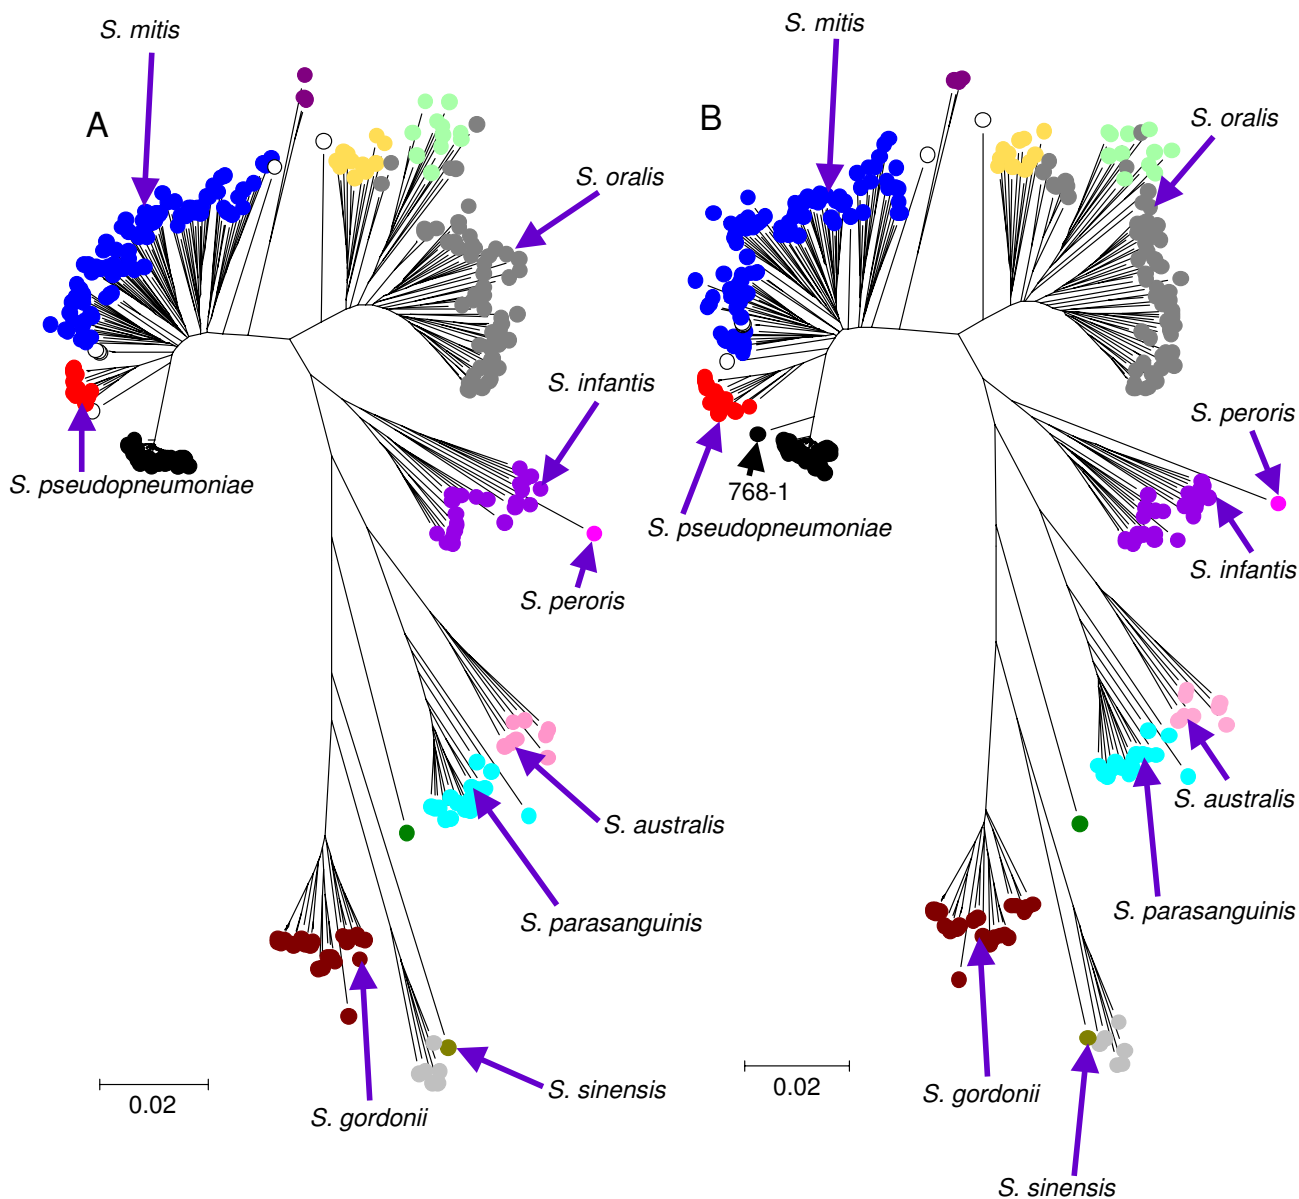 A
S. mitis
S. oralis
S. infantis
S. pseudopneumoniae
S. peroris
S. australis
S. parasanguinis
S. sinensis
S. gordonii
0.02
B
S. mitis
S. oralis
S. peroris
768-1
S. pseudopneumoniae
S. infantis
S. australis
S. parasanguinis
S. gordonii
0.02
S. sinensis